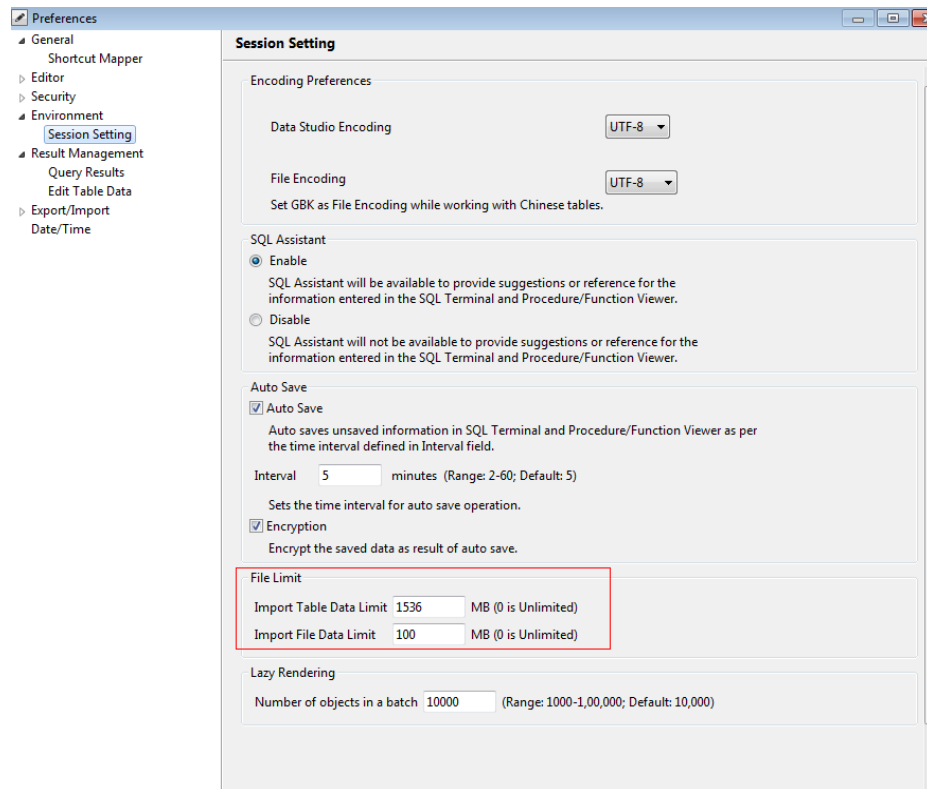 Preferences
General
Shortcut Mapper
Editor
Security
Environment
Session Setting
Result Management
Query Results
Edit Table Data
Export/Import
Date/Time
Session Setting
Encoding Preferences
Data Studio Encoding UTF-8
File Encoding UTF-8
Set GBK as File Encoding while working with Chinese tables.
SQL Assistant
Enable
SQL Assistant will be available to provide suggestions or reference for the
information entered in the SQL Terminal and Procedure/Function Viewer.
Disable
SQL Assistant will not be available to provide suggestions or reference for the
information entered in the SQL Terminal and Procedure/Function Viewer.
Auto Save
Auto Save
Auto saves unsaved information in SQL Terminal and Procedure/Function Viewer as per
the time interval defined in Interval field.
Interval 5 minutes (Range: 2-60; Default: 5)
Sets the time interval for auto save operation.
Encryption
Encrypt the saved data as result of auto save.
File Limit
Import Table Data Limit 1536 MB (0 is Unlimited)
Import File Data Limit 100 MB (0 is Unlimited)
Lazy Rendering
Number of objects in a batch 10000 (Range: 1000-1,00,000; Default: 10,000)